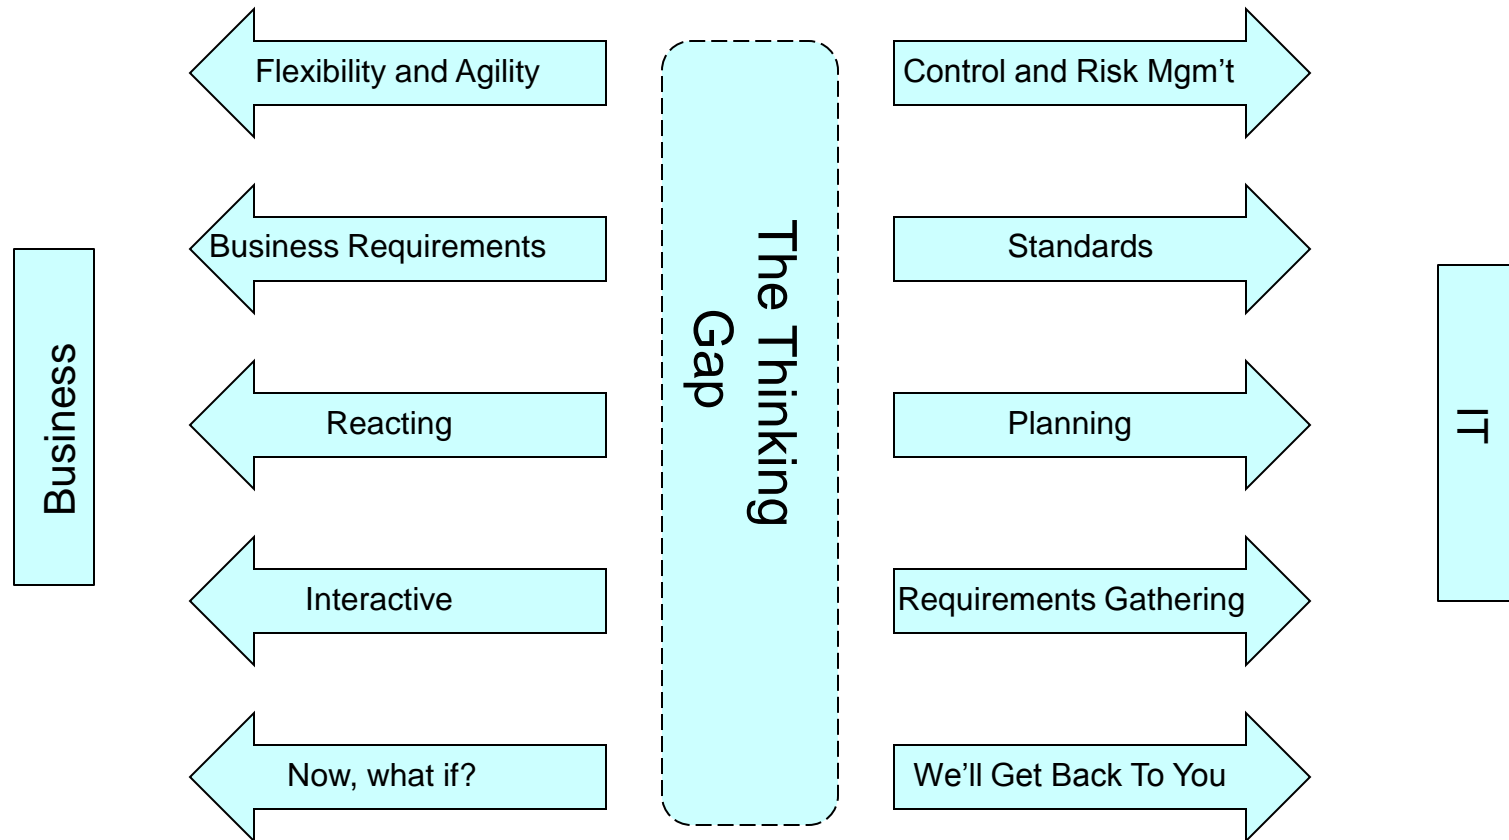 Flexibility and Agility
Control and Risk Mgm’t
Business Requirements
Standards
Business
The Thinking
Gap
IT
Reacting
Planning
Interactive
Requirements Gathering
Now, what if?
We’ll Get Back To You